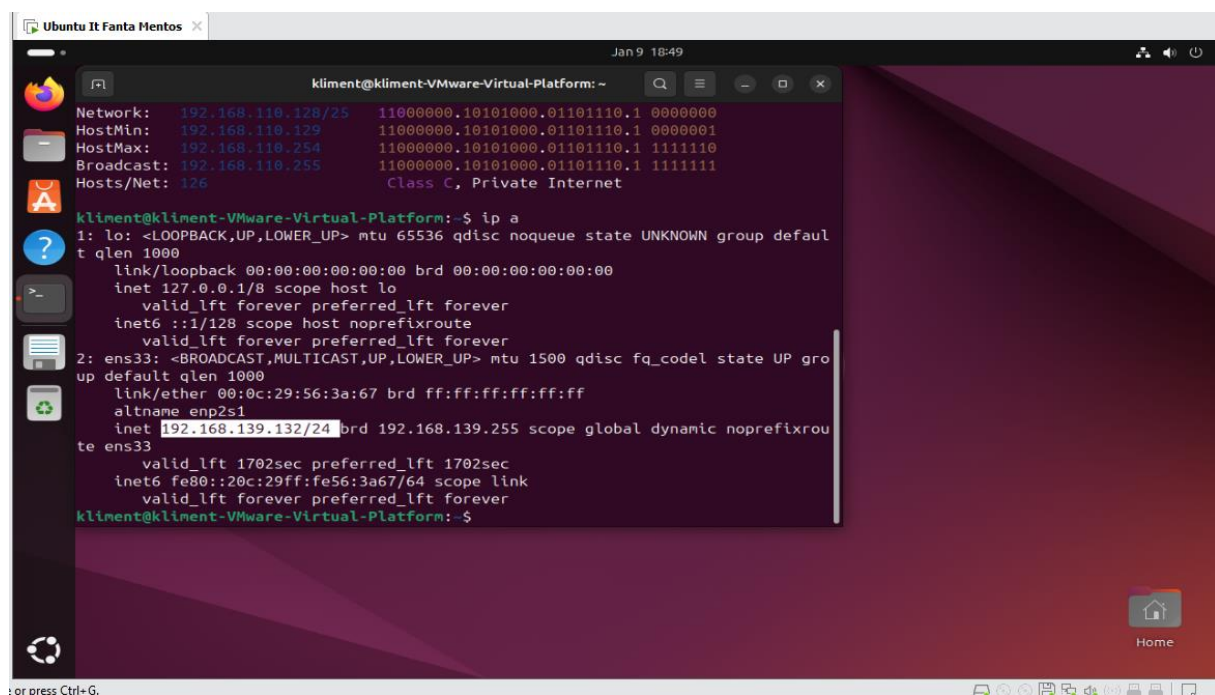 Ubuntu It Fanta Mentos
Jan 9 18:49
kliment@kliment-VMware-Virtual-Platform: ~
Network: 192.168.110.128/25 11000000.10101000.01101110.1 0000000
HostMin: 192.168.110.129 11000000.10101000.01101110.1 0000001
HostMax: 192.168.110.254 11000000.10101000.01101110.1 1111110
Broadcast: 192.168.110.255 11000000.10101000.01101110.1 1111111
Hosts/Net: 126 Class C, Private Internet
kliment@kliment-VMware-Virtual-Platform:~$ ip a
1: lo: <LOOPBACK,UP,LOWER_UP> mtu 65536 qdisc noqueue state UNKNOWN group defaul
t qlen 1000
link/loopback 00:00:00:00:00:00 brd 00:00:00:00:00:00
inet 127.0.0.1/8 scope host lo
valid_lft forever preferred_lft forever
inet6 ::1/128 scope host noprefixroute
valid_lft forever preferred_lft forever
2: ens33: <BROADCAST,MULTICAST,UP,LOWER_UP> mtu 1500 qdisc fq_codel state UP gro
up default qlen 1000
link/ether 00:0c:29:56:3a:67 brd ff:ff:ff:ff:ff:ff
altname enp2s1
inet 192.168.139.132/24 brd 192.168.139.255 scope global dynamic noprefixrou
te ens33
valid_lft 1702sec preferred_lft 1702sec
inet6 fe80::20c:29ff:fe56:3a67/64 scope link
valid_lft forever preferred_lft forever
kliment@kliment-VMware-Virtual-Platform:~$
Home
or press Ctrl+G.